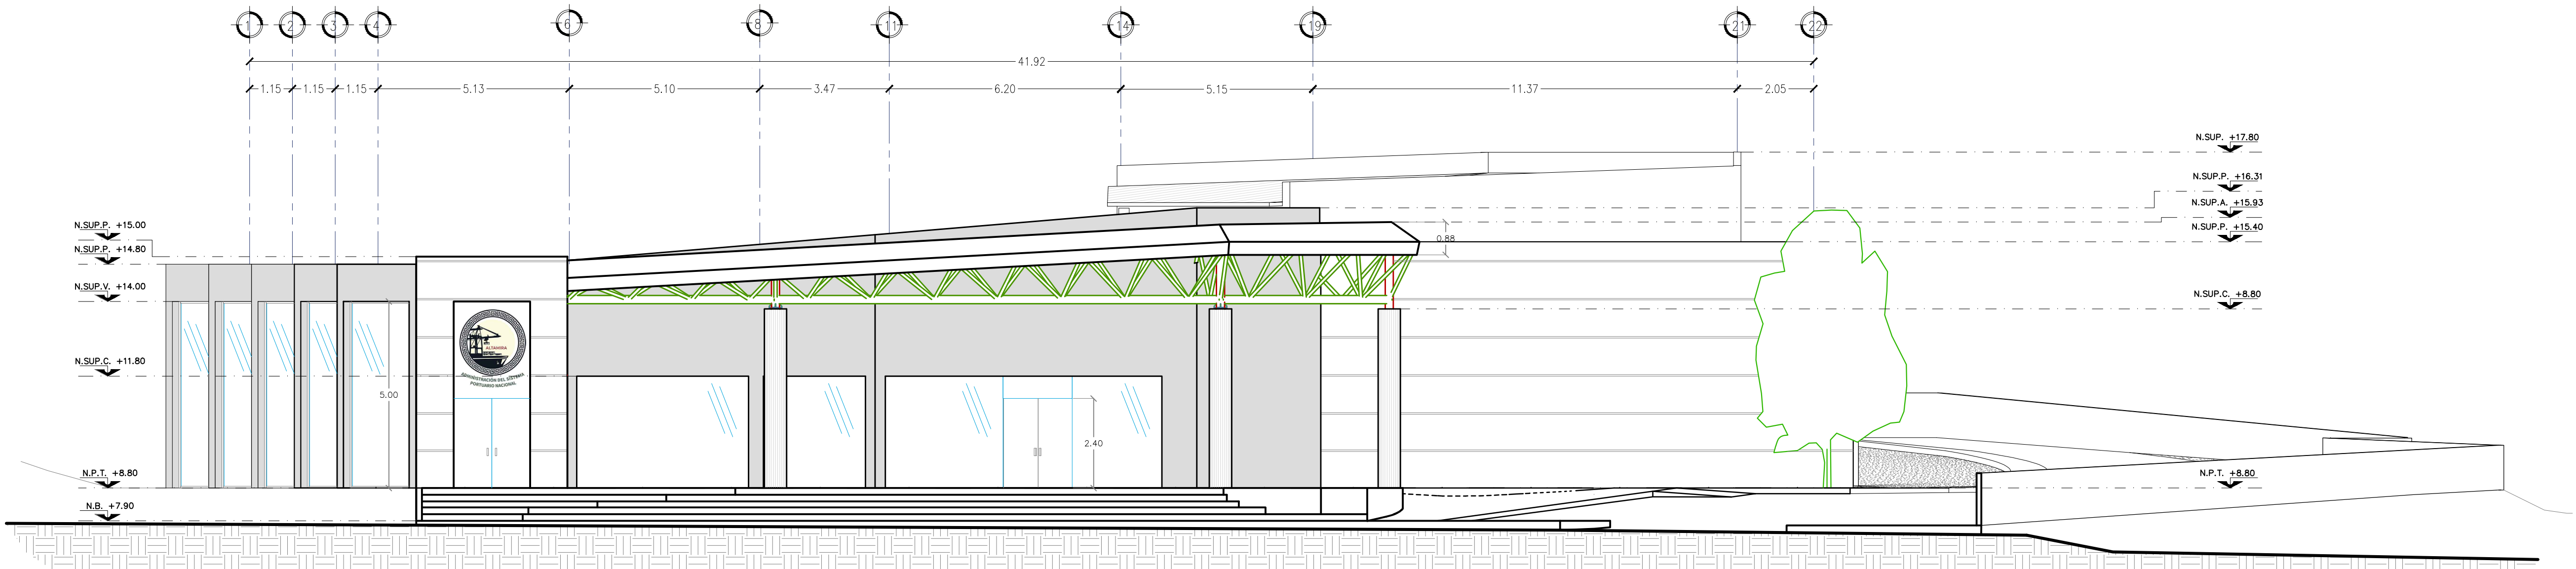 1 2 3 4 6 8 11 14 19 21 22
41.92
1.15 1.15 1.15 5.13 5.10 3.47 6.20 5.15 11.37 2.05
N.SUP. +17.80
N.SUP.P. +16.31
N.SUP.A. +15.93
N.SUP.P. +15.40
N.SUP.C. +8.80
N.P.T. +8.80
N.SUP.P. +15.00
N.SUP.P. +14.80
N.SUP.V. +14.00
N.SUP.C. +11.80
N.P.T. +8.80
N.B. +7.90
0.88
5.00
2.40
ALTAMIRA
ADMINISTRACIÓN DEL SISTEMA
PORTUARIO NACIONAL